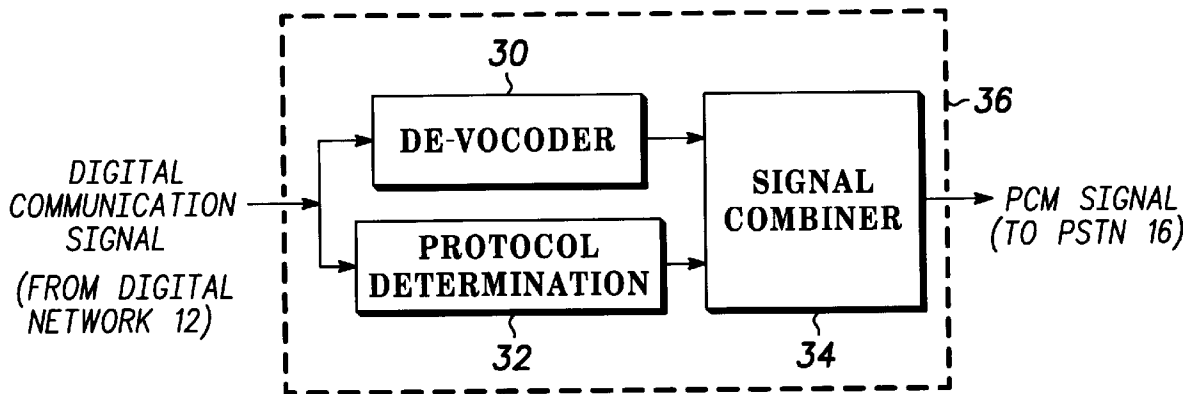 30
DE-VOCODER
36
DIGITAL
COMMUNICATION
SIGNAL
(FROM DIGITAL
NETWORK 12)
PROTOCOL
DETERMINATION
32
SIGNAL
COMBINER
34
PCM SIGNAL
(TO PSTN 16)